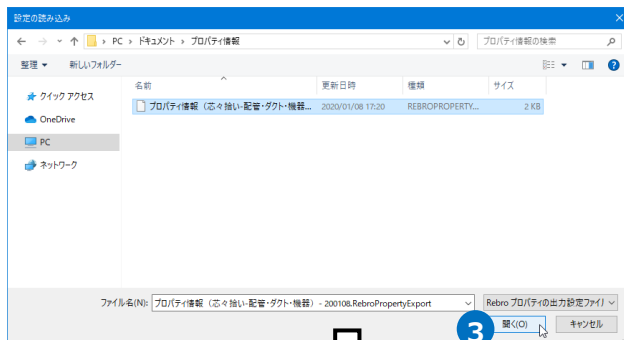 設定の読み込み
PC › ドキュメント › プロパティ情報
プロパティ情報の検索
整理 新しいフォルダー
名前 更新日時 種類 サイズ
クイック アクセス
プロパティ情報（芯々拾い-配管・ダクト・機器... 2020/01/08 17:20 REBROPROPERTY... 2 KB
OneDrive
PC
ネットワーク
ファイル名(N): プロパティ情報（芯々拾い-配管・ダクト・機器）- 200108.RebroPropertyExport Rebro プロパティの出力設定ファイ
3 開く(O) キャンセル